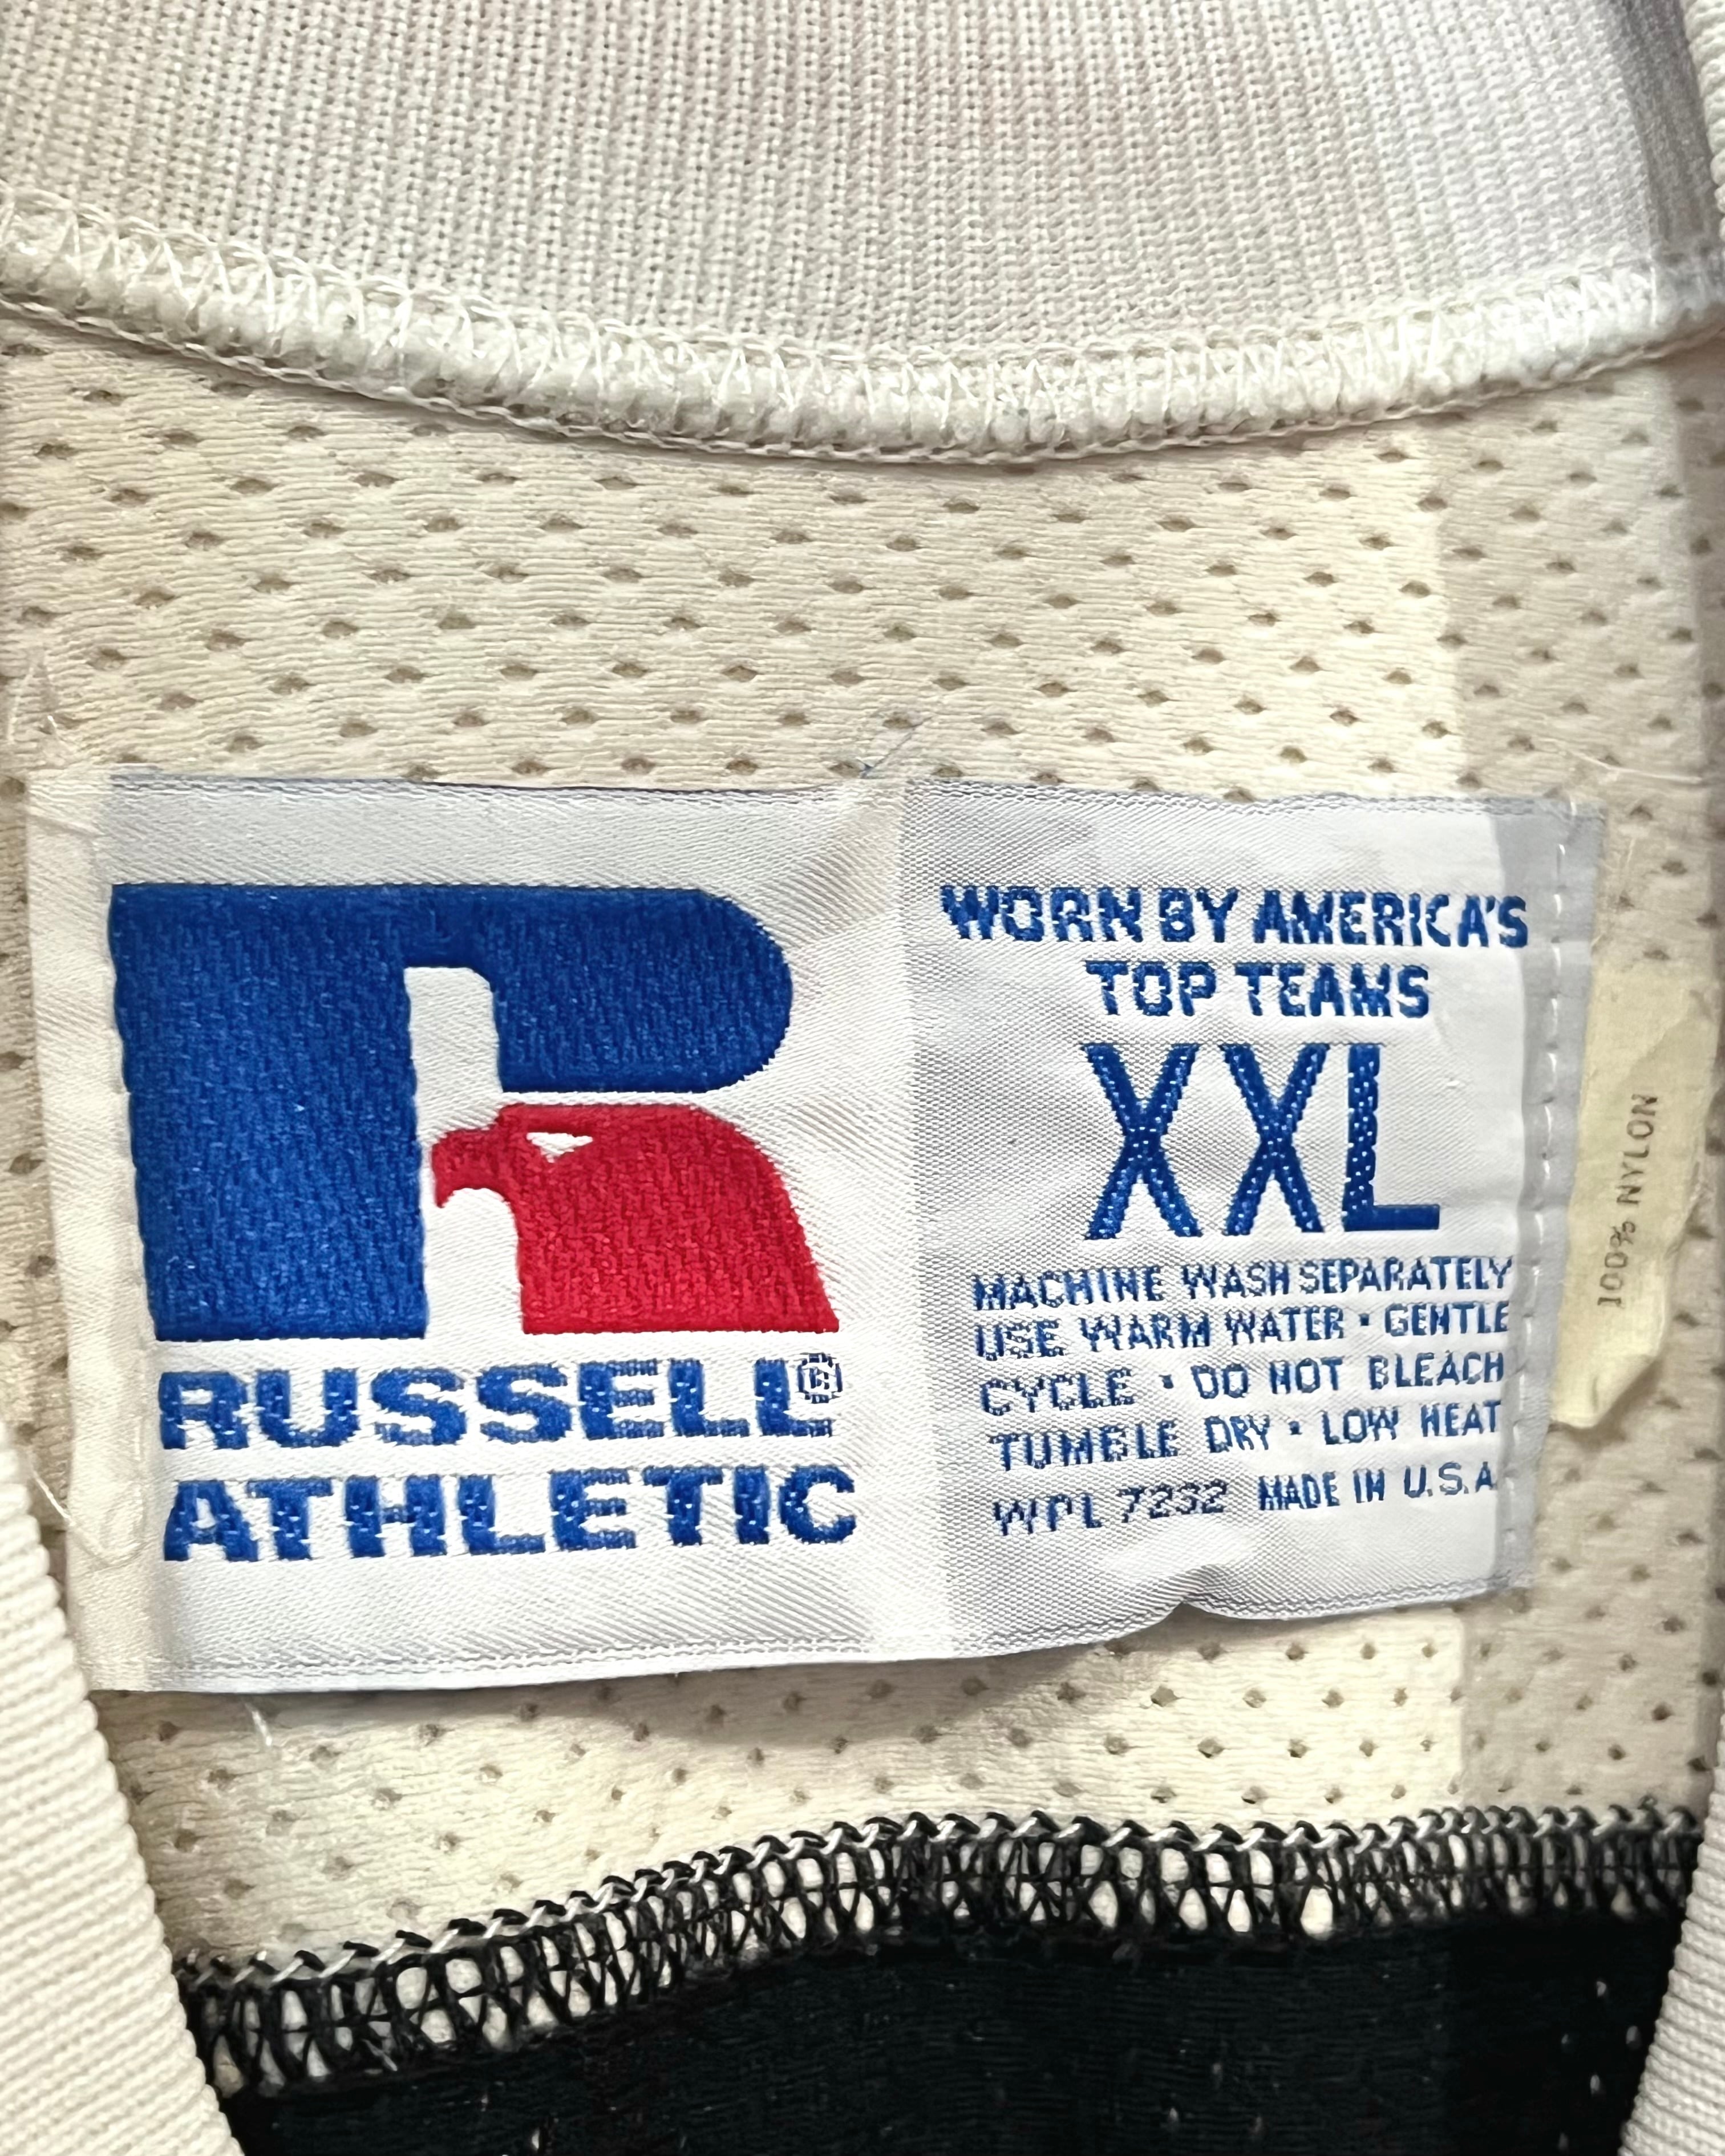 RUSSELL®
ATHLETIC
WORN BY AMERICA'S
TOP TEAMS
XXL
MACHINE WASH SEPARATELY
USE WARM WATER • GENTLE
CYCLE • DO NOT BLEACH
TUMBLE DRY • LOW HEAT
WPL 7232 MADE IN U.S.A.
100% NYLON